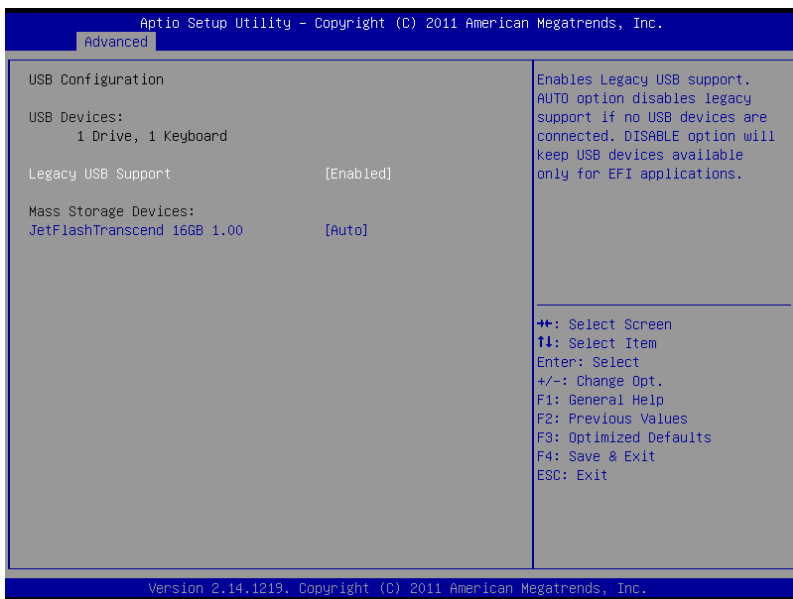 Aptio Setup Utility – Copyright (C) 2011 American Megatrends, Inc.
Advanced
USB Configuration
USB Devices:
1 Drive, 1 Keyboard
Legacy USB Support [Enabled]
Mass Storage Devices:
JetFlashTranscend 16GB 1.00 [Auto]
Enables Legacy USB support.
AUTO option disables legacy
support if no USB devices are
connected. DISABLE option will
keep USB devices available
only for EFI applications.
→←: Select Screen
↑↓: Select Item
Enter: Select
+/-: Change Opt.
F1: General Help
F2: Previous Values
F3: Optimized Defaults
F4: Save & Exit
ESC: Exit
Version 2.14.1219. Copyright (C) 2011 American Megatrends, Inc.